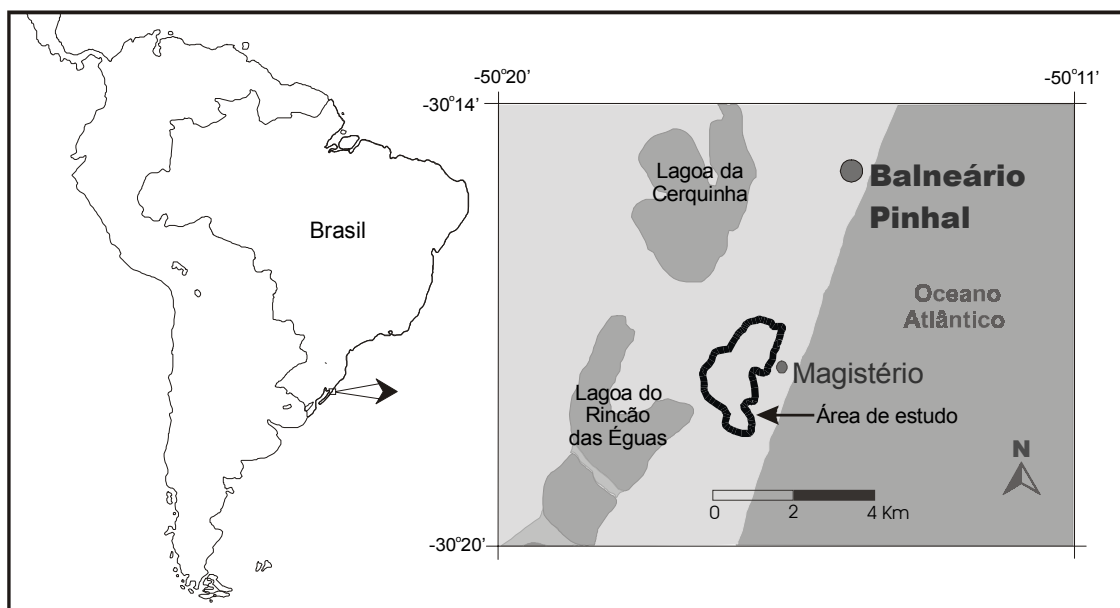 -50°20'
-50°11'
-30°14'
Lagoa da
Cerquinha
Balneário
Pinhal
Brasil
Oceano
Atlântico
Magistério
Lagoa do
Rincão
das Éguas
Área de estudo
N
0 2 4 Km
-30°20'